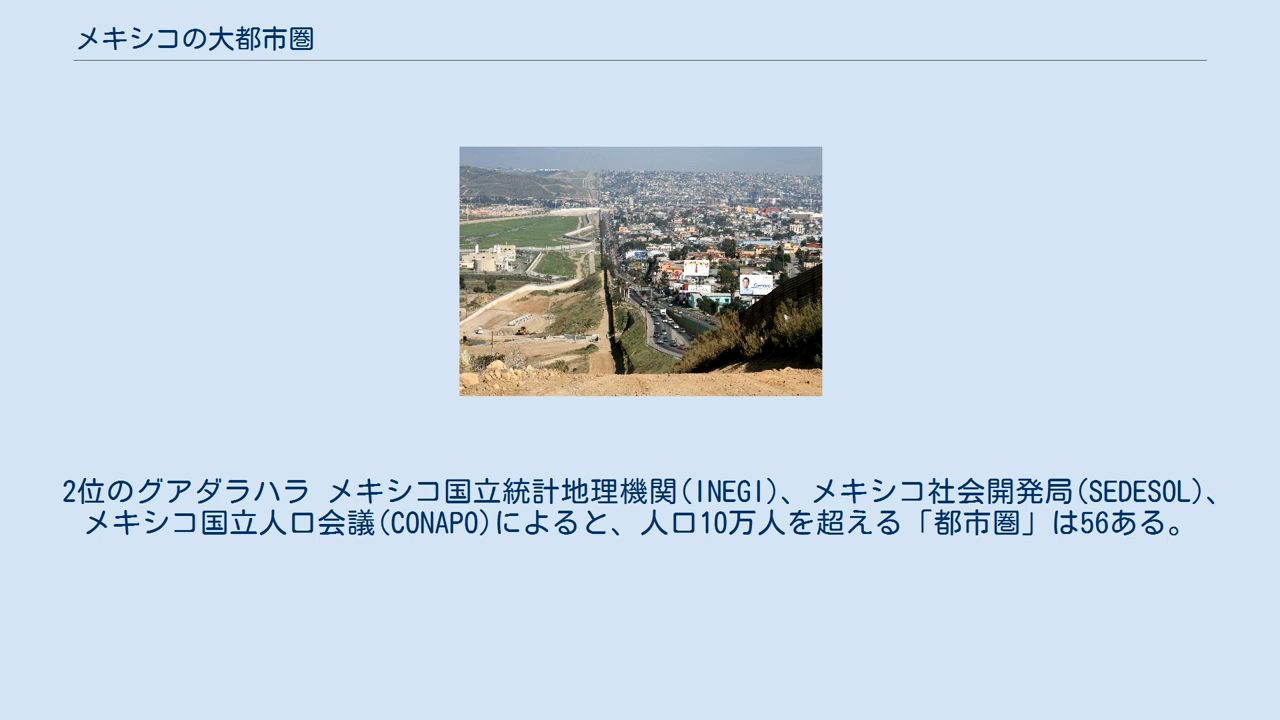 メキシコの大都市圏
2位のグアダラハラ メキシコ国立統計地理機関(INEGI)、メキシコ社会開発局(SEDESOL)、
メキシコ国立人口会議(CONAPO)によると、人口10万人を超える「都市圏」は56ある。